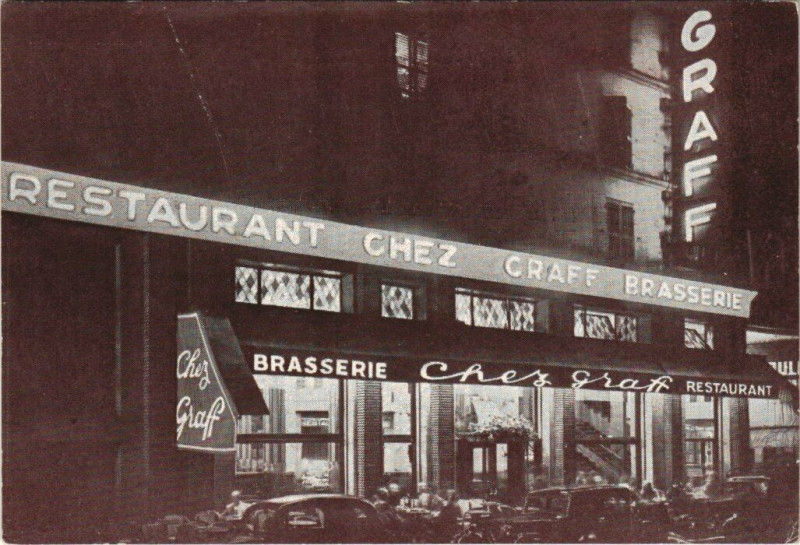 GRAFF
RESTAURANT CHEZ GRAFF BRASSERIE
Chez
Graff
BRASSERIE Chez Graff RESTAURANT